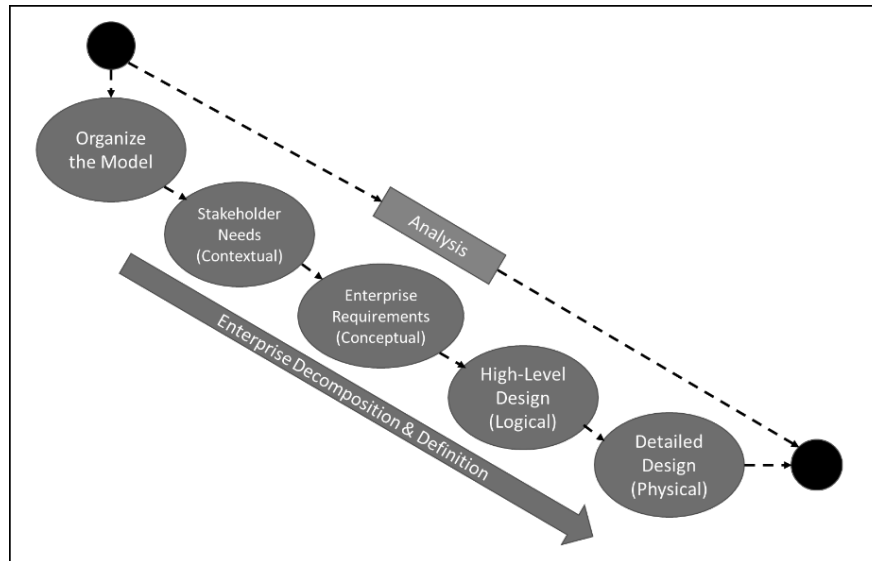 Organize
the Model
Stakeholder
Needs
(Contextual)
Analysis
Enterprise
Requirements
(Conceptual)
Enterprise Decomposition & Definition
High-Level
Design
(Logical)
Detailed
Design
(Physical)